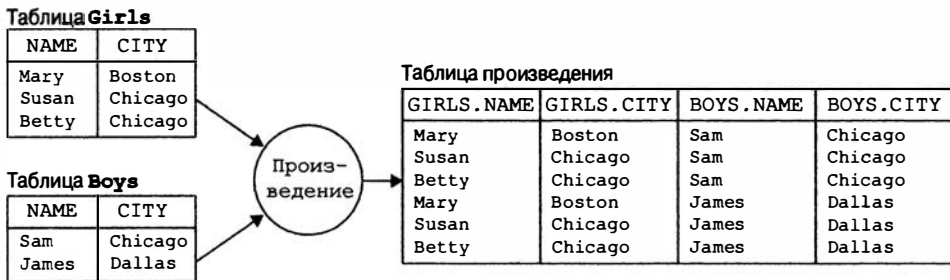 Таблица Girls
NAME CITY
Mary Boston
Susan Chicago
Betty Chicago
Таблица Boys
NAME CITY
Sam Chicago
James Dallas
Произ-
ведение
Таблица произведения
GIRLS.NAME GIRLS.CITY BOYS.NAME BOYS.CITY
Mary Boston Sam Chicago
Susan Chicago Sam Chicago
Betty Chicago Sam Chicago
Mary Boston James Dallas
Susan Chicago James Dallas
Betty Chicago James Dallas